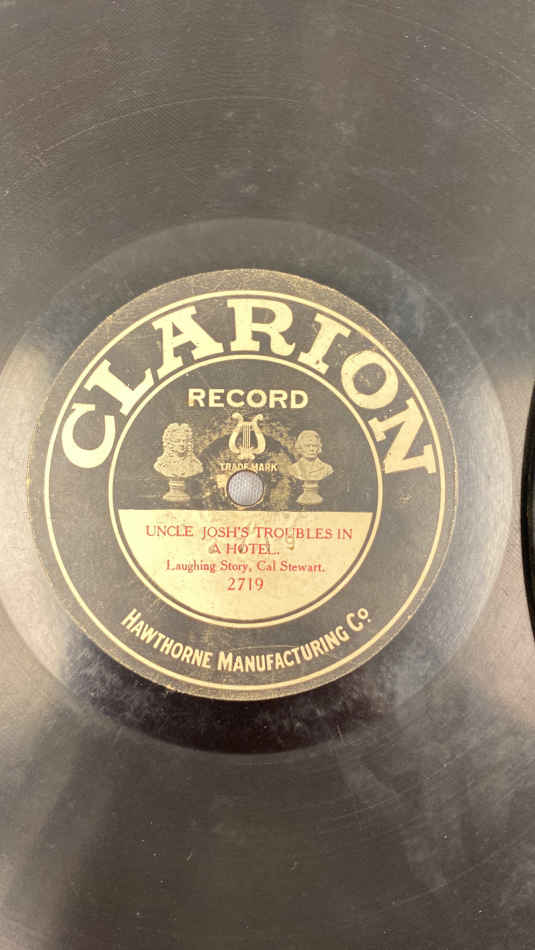 CLARION
RECORD
TRADE MARK
UNCLE JOSH'S TROUBLES IN
A HOTEL.
Laughing Story, Cal Stewart.
2719
HAWTHORNE MANUFACTURING Co